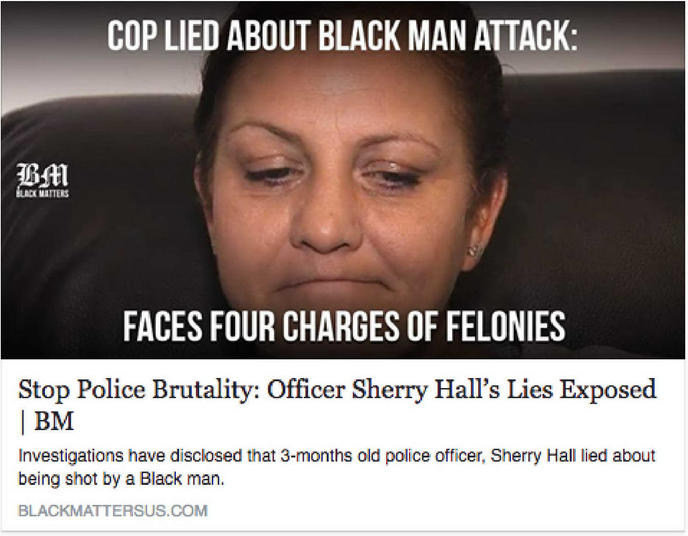 COP LIED ABOUT BLACK MAN ATTACK:
BM
BLACK MATTERS
FACES FOUR CHARGES OF FELONIES
Stop Police Brutality: Officer Sherry Hall’s Lies Exposed
| BM
Investigations have disclosed that 3-months old police officer, Sherry Hall lied about
being shot by a Black man.
BLACKMATTERSUS.COM